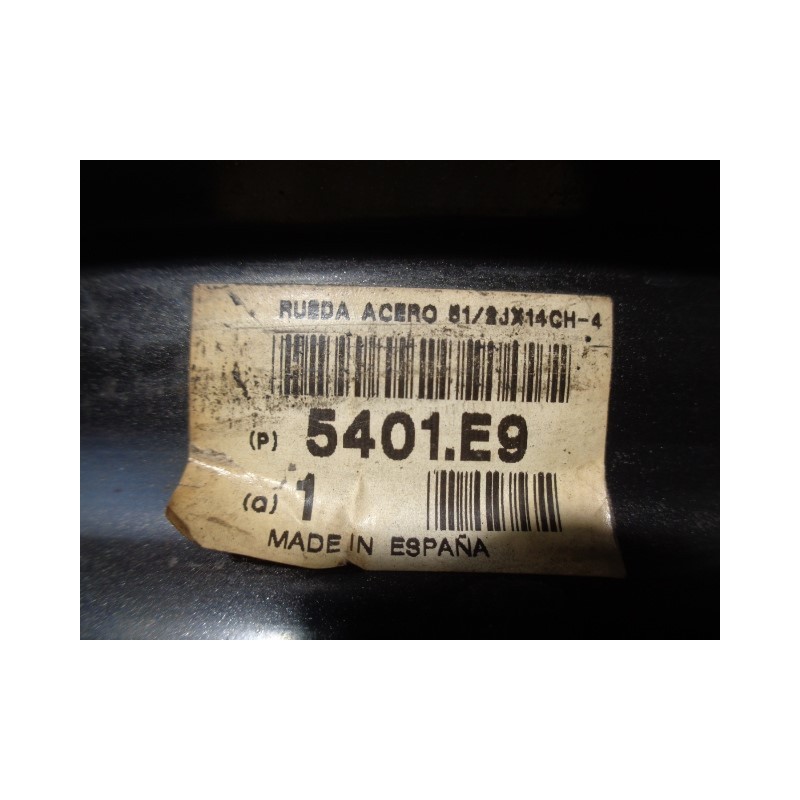 RUEDA ACERO 51/2JX14CH-4
(P) 5401.E9
(Q) 1
MADE IN ESPAÑA